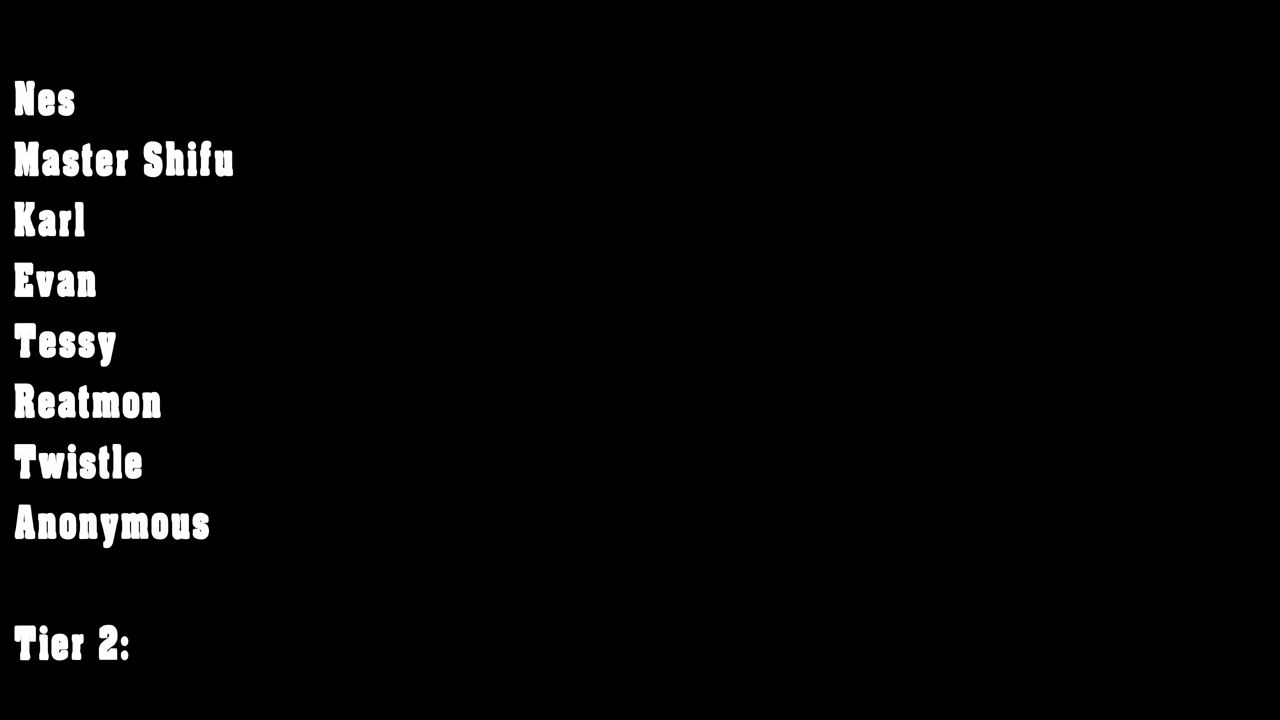 Nes
Master Shifu
Karl
Evan
Tessy
Reatmon
Twistle
Anonymous
Tier 2: